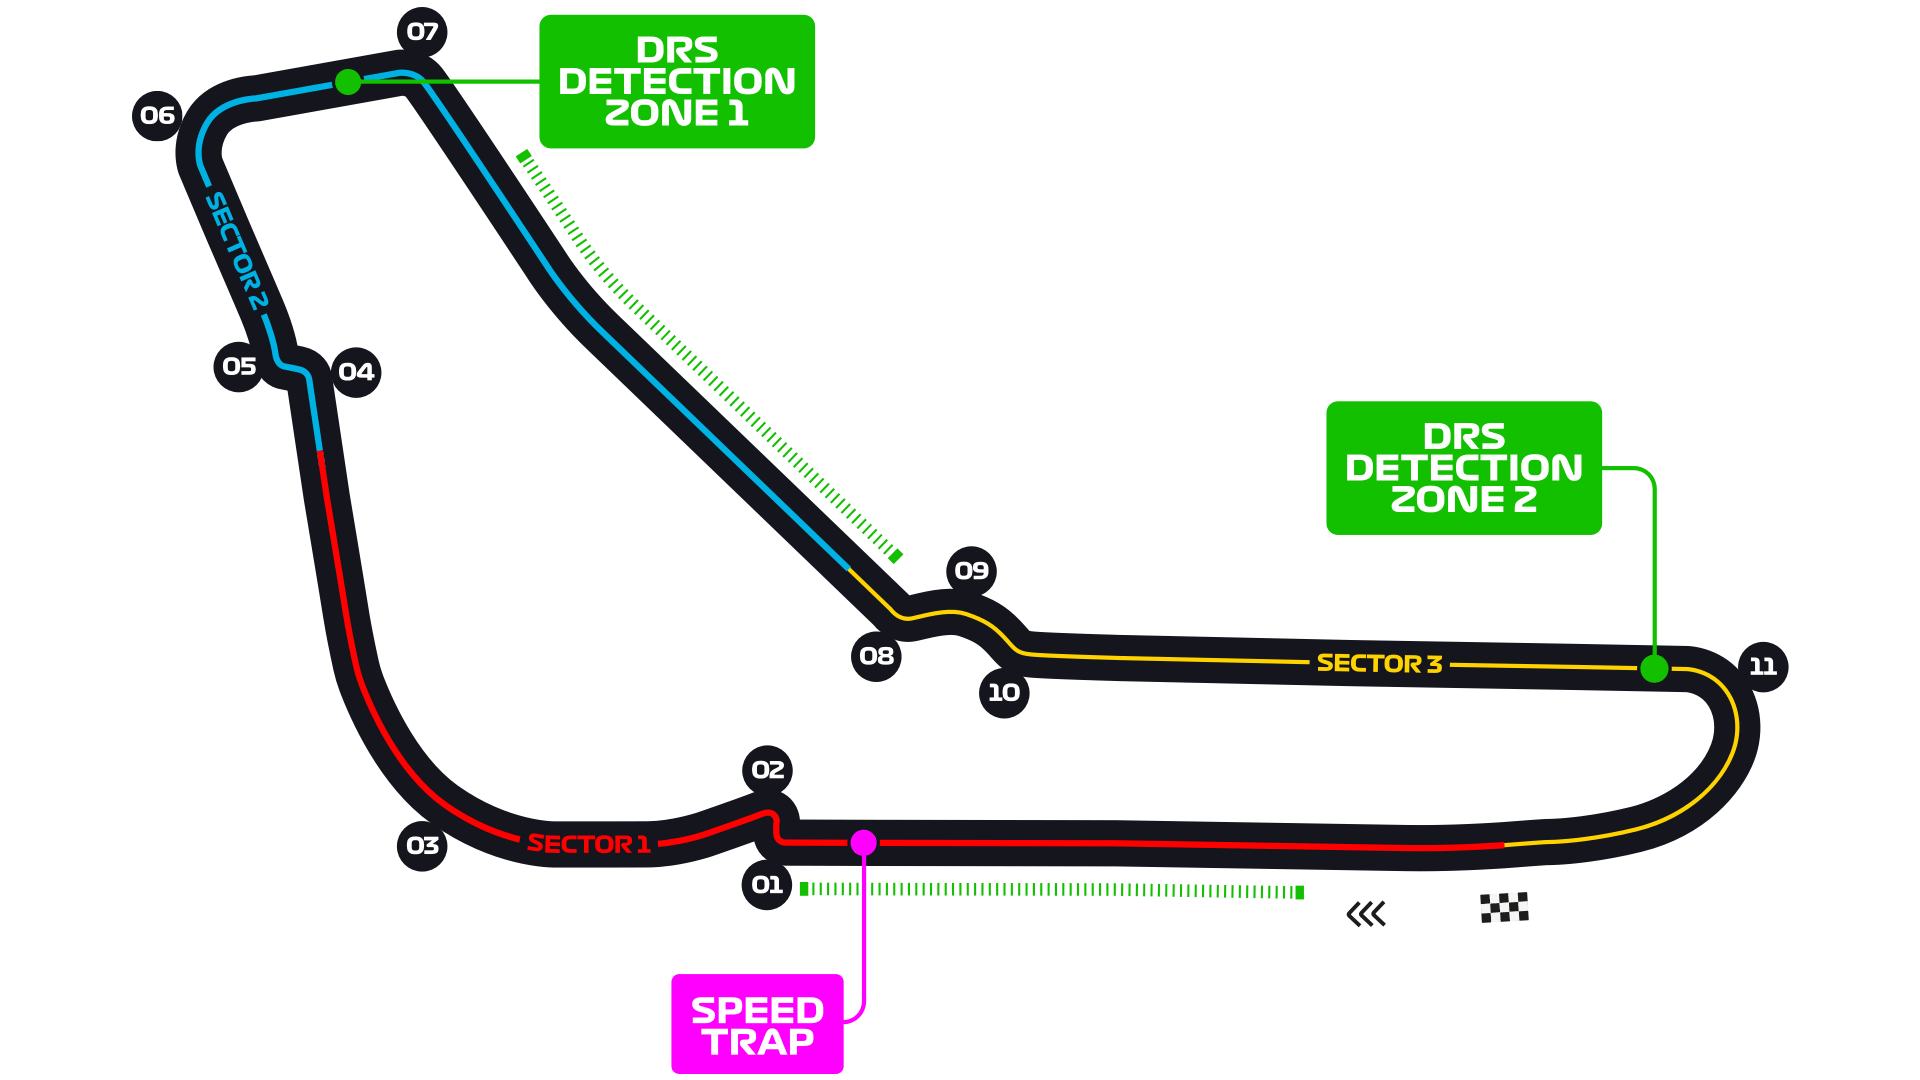 07
DRS
DETECTION
ZONE 1
06
SECTOR 2
05
04
DRS
DETECTION
ZONE 2
09
08
10
SECTOR 3
11
02
03
SECTOR 1
01
SPEED
TRAP